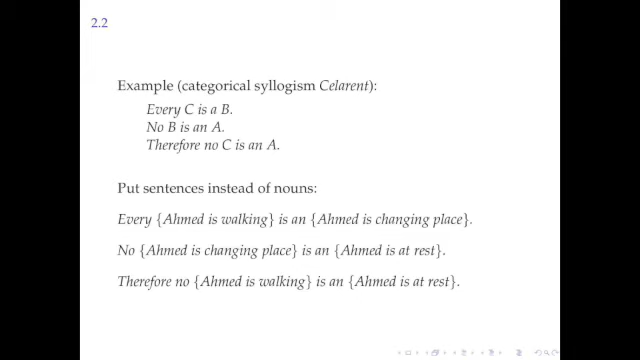 2.2
Example (categorical syllogism Celarent):
Every C is a B.
No B is an A.
Therefore no C is an A.
Put sentences instead of nouns:
Every {Ahmed is walking} is an {Ahmed is changing place}.
No {Ahmed is changing place} is an {Ahmed is at rest}.
Therefore no {Ahmed is walking} is an {Ahmed is at rest}.